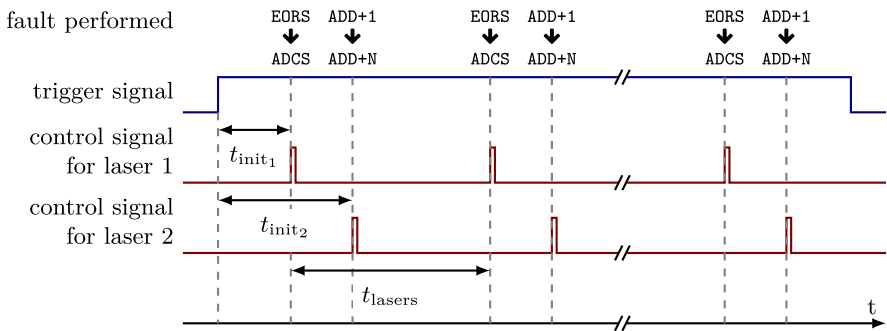 fault performed
EORS ADD+1 EORS ADD+1 EORS ADD+1
ADCS ADD+N ADCS ADD+N ADCS ADD+N
trigger signal
control signal
for laser 1
t_init_1
control signal
for laser 2
t_init_2
t_lasers
t